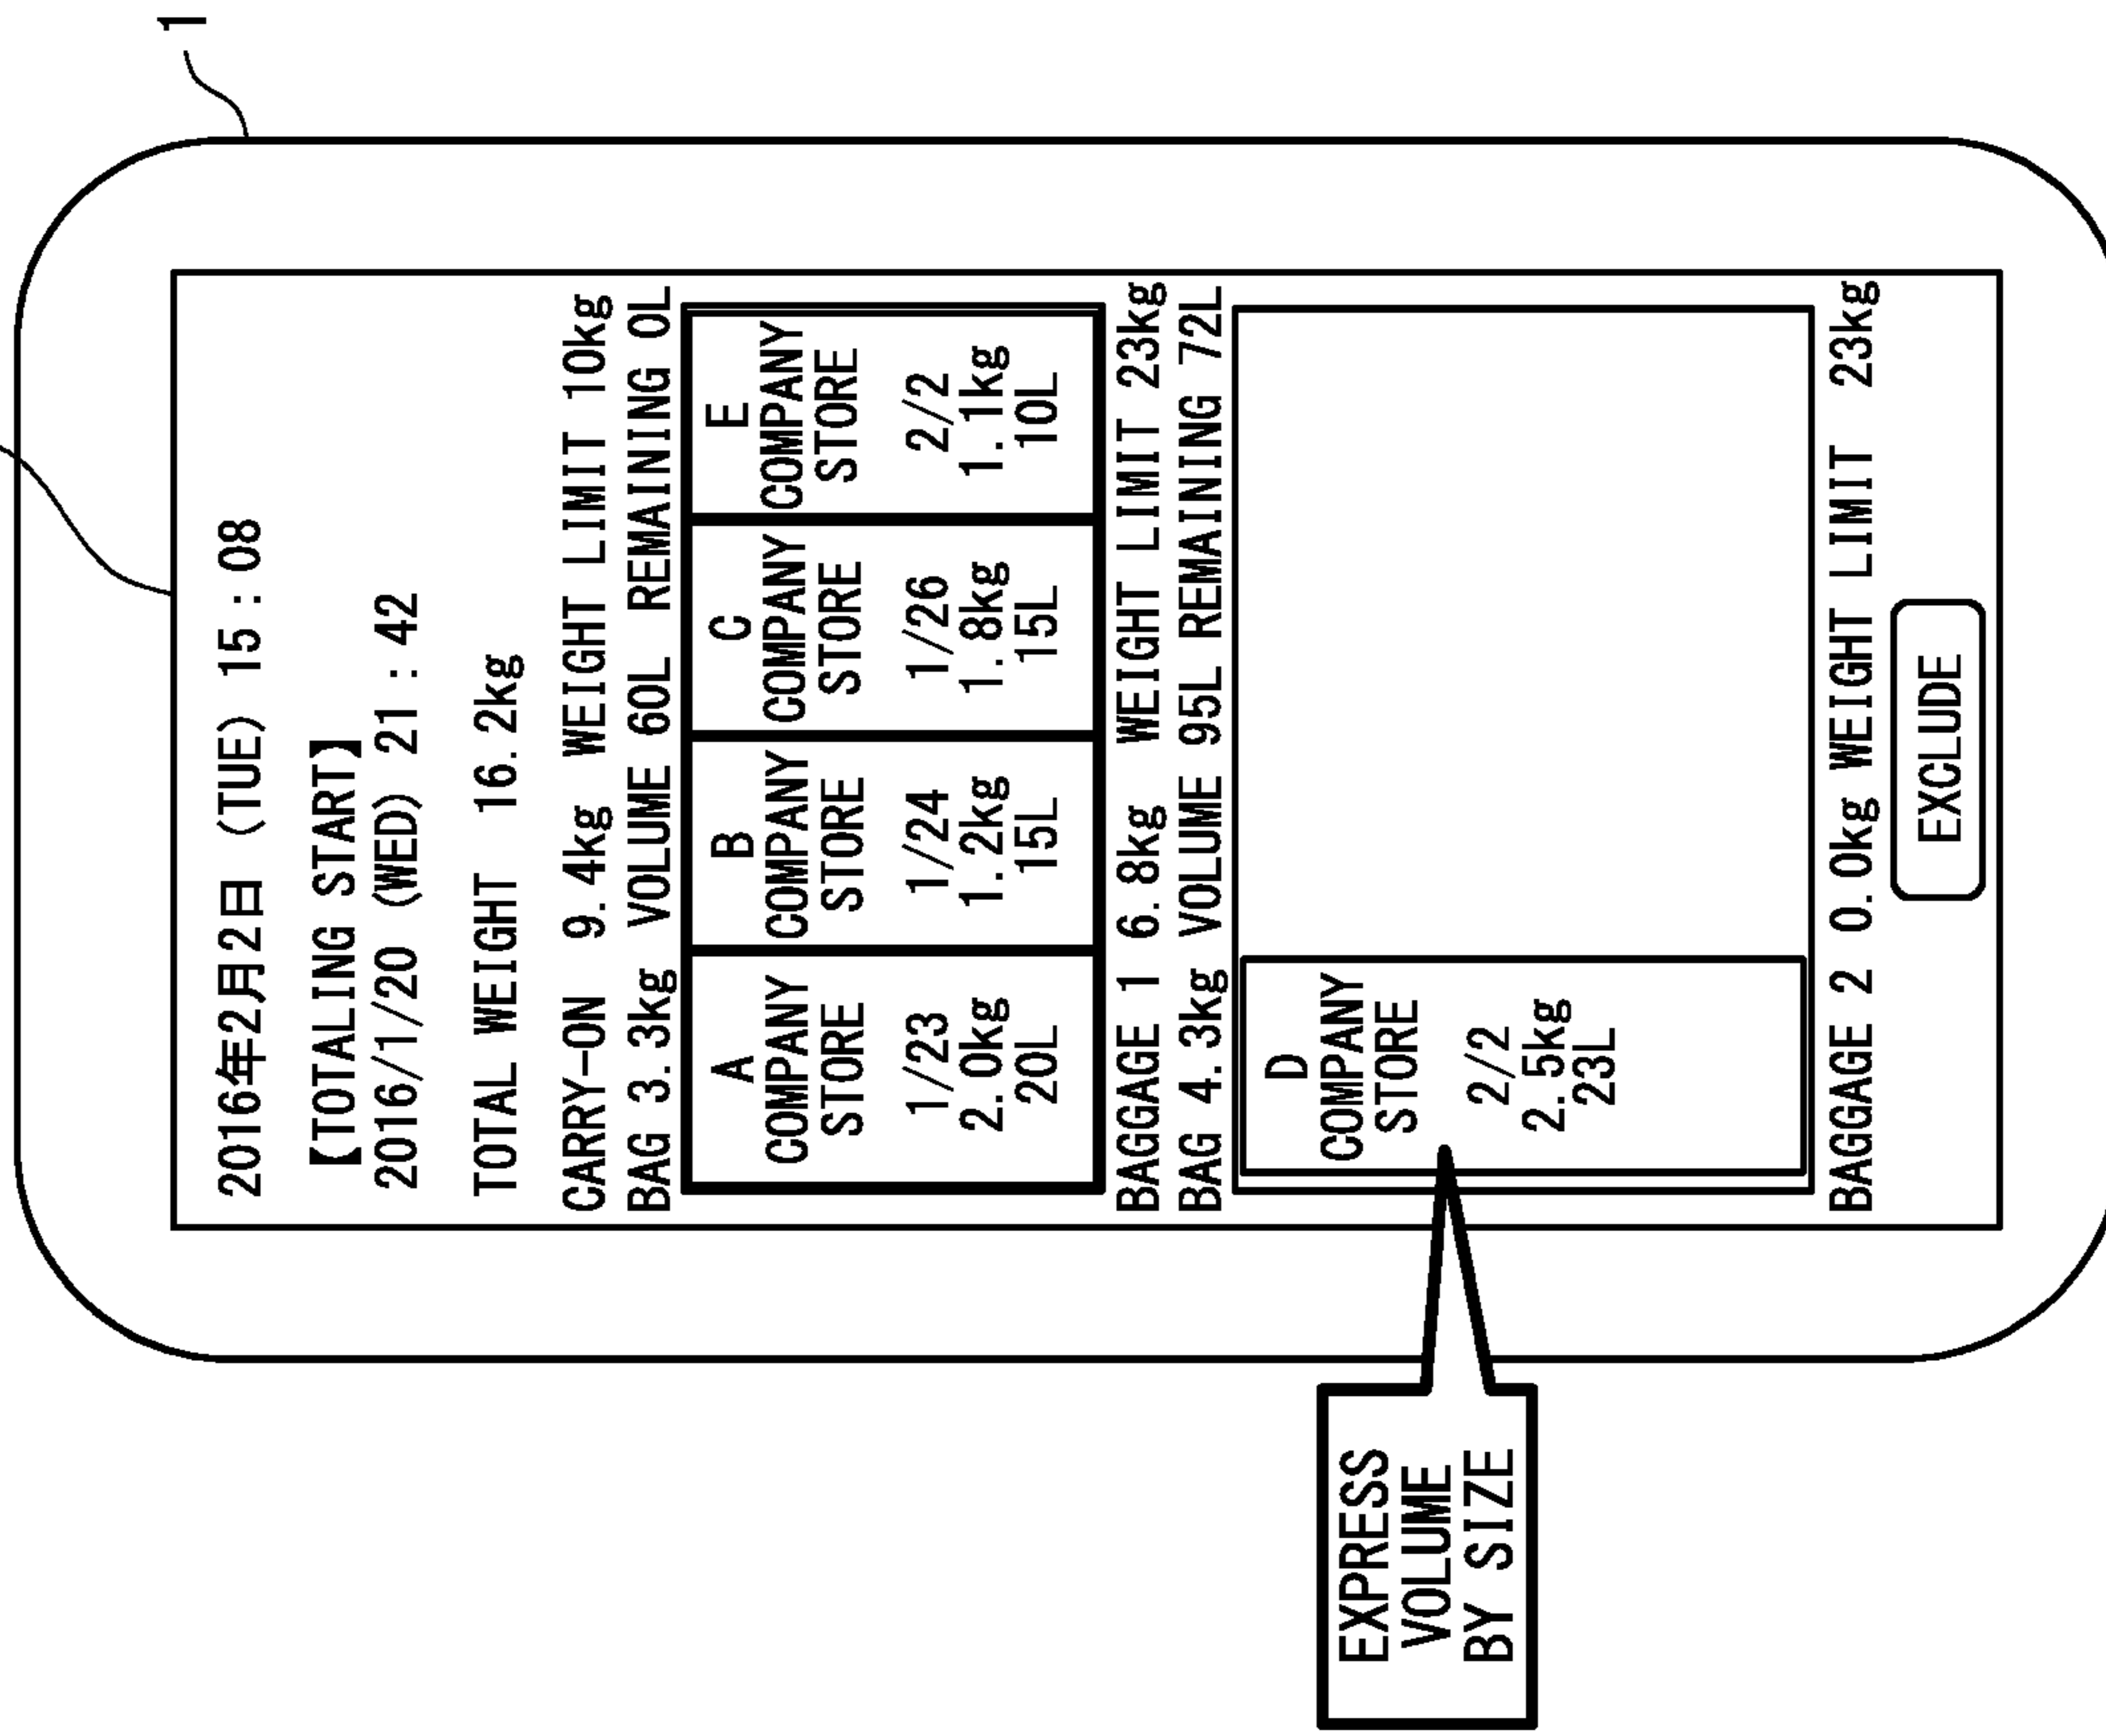 1
2016年2月2日 (TUE) 15:08
【TOTALING START】
2016/1/20 (WED) 21:42
TOTAL WEIGHT 16.2kg
CARRY-ON 9.4kg WEIGHT LIMIT 10kg
BAG 3.3kg VOLUME 60L REMAINING 0L
A
COMPANY
STORE
1/23
2.0kg
20L
B
COMPANY
STORE
1/24
1.2kg
15L
C
COMPANY
STORE
1/26
1.8kg
15L
E
COMPANY
STORE
2/2
1.1kg
10L
BAGGAGE 1 6.8kg WEIGHT LIMIT 23kg
BAG 4.3kg VOLUME 95L REMAINING 72L
D
COMPANY
STORE
2/2
2.5kg
23L
EXPRESS
VOLUME
BY SIZE
BAGGAGE 2 0.0kg WEIGHT LIMIT 23kg
EXCLUDE